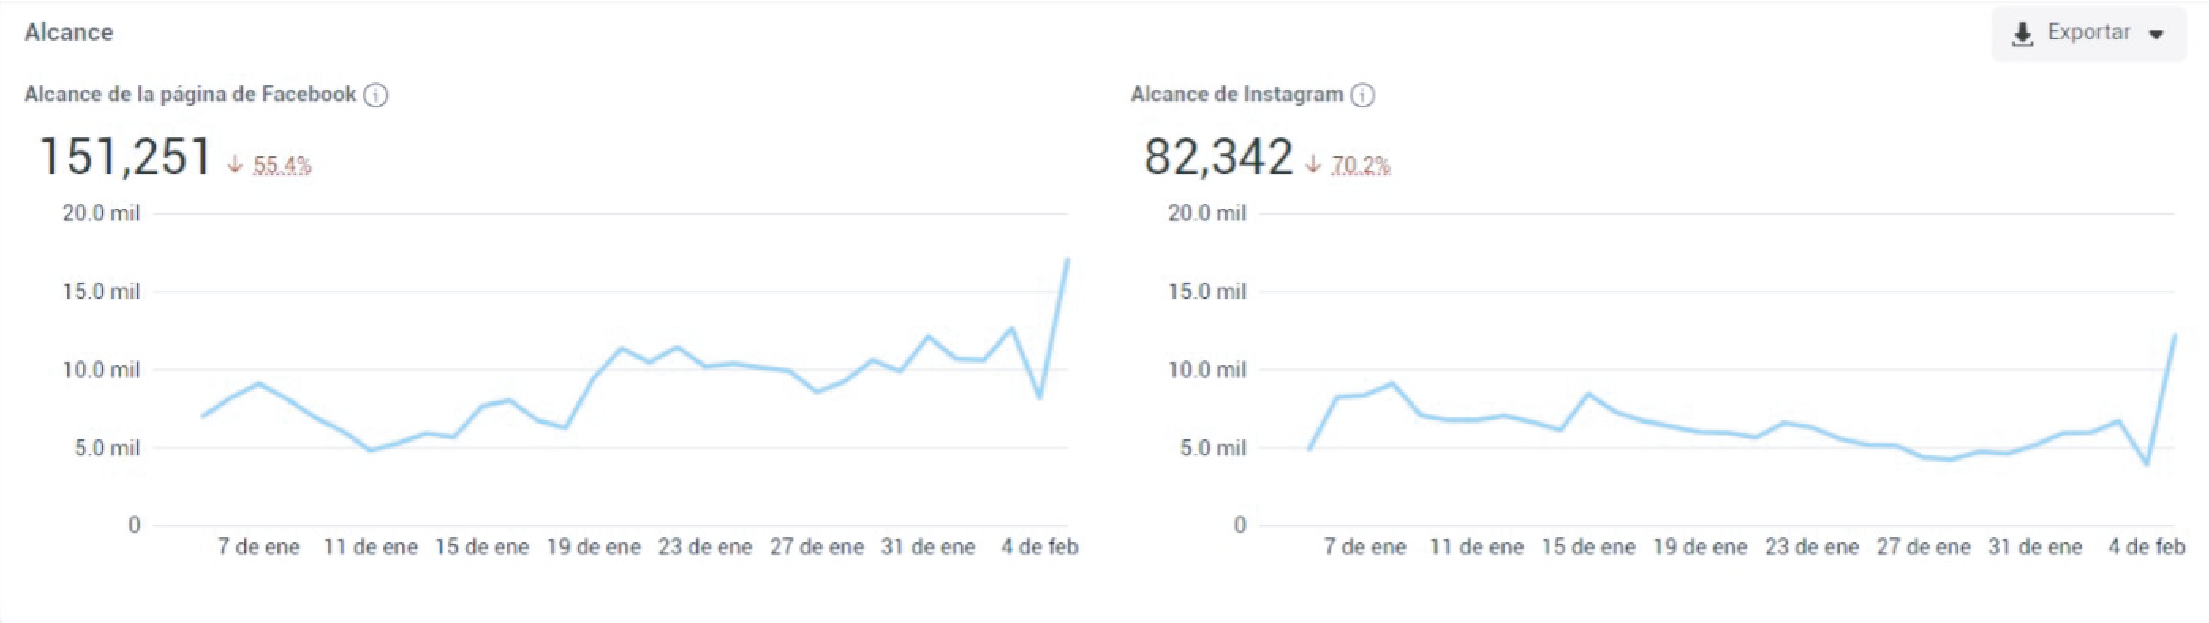 Alcance
Exportar
Alcance de la página de Facebook
151,251 ↓ 55.4%
20.0 mil
15.0 mil
10.0 mil
5.0 mil
0
7 de ene 11 de ene 15 de ene 19 de ene 23 de ene 27 de ene 31 de ene 4 de feb
Alcance de Instagram
82,342 ↓ 70.2%
20.0 mil
15.0 mil
10.0 mil
5.0 mil
0
7 de ene 11 de ene 15 de ene 19 de ene 23 de ene 27 de ene 31 de ene 4 de feb